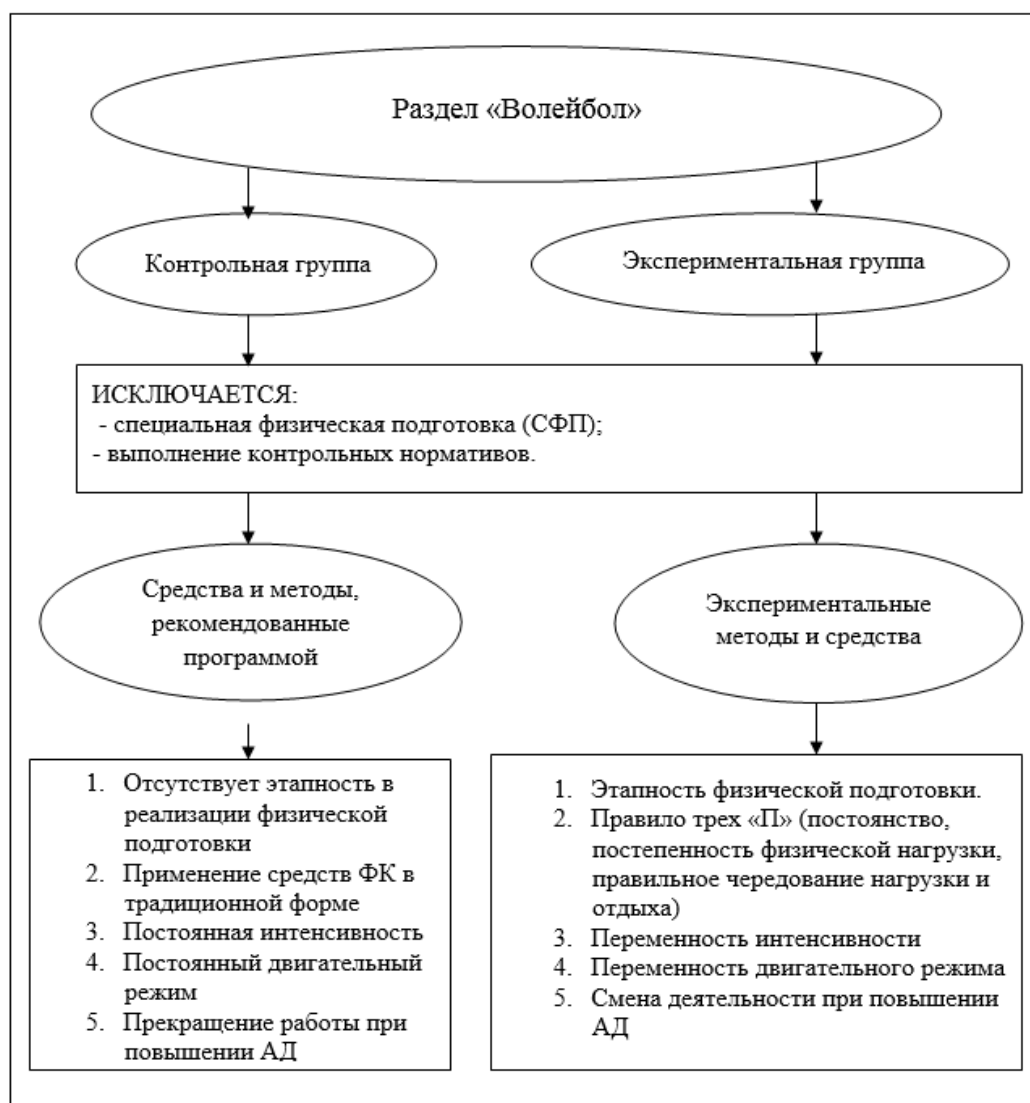 Раздел «Волейбол»
Контрольная группа
Экспериментальная группа
ИСКЛЮЧАЕТСЯ:
- специальная физическая подготовка (СФП);
- выполнение контрольных нормативов.
Средства и методы,
рекомендованные
программой
Экспериментальные
методы и средства
1. Отсутствует этапность в
реализации физической
подготовки
2. Применение средств ФК в
традиционной форме
3. Постоянная интенсивность
4. Постоянный двигательный
режим
5. Прекращение работы при
повышении АД
1. Этапность физической подготовки.
2. Правило трех «П» (постоянство,
постепенность физической нагрузки,
правильное чередование нагрузки и
отдыха)
3. Переменность интенсивности
4. Переменность двигательного режима
5. Смена деятельности при повышении
АД